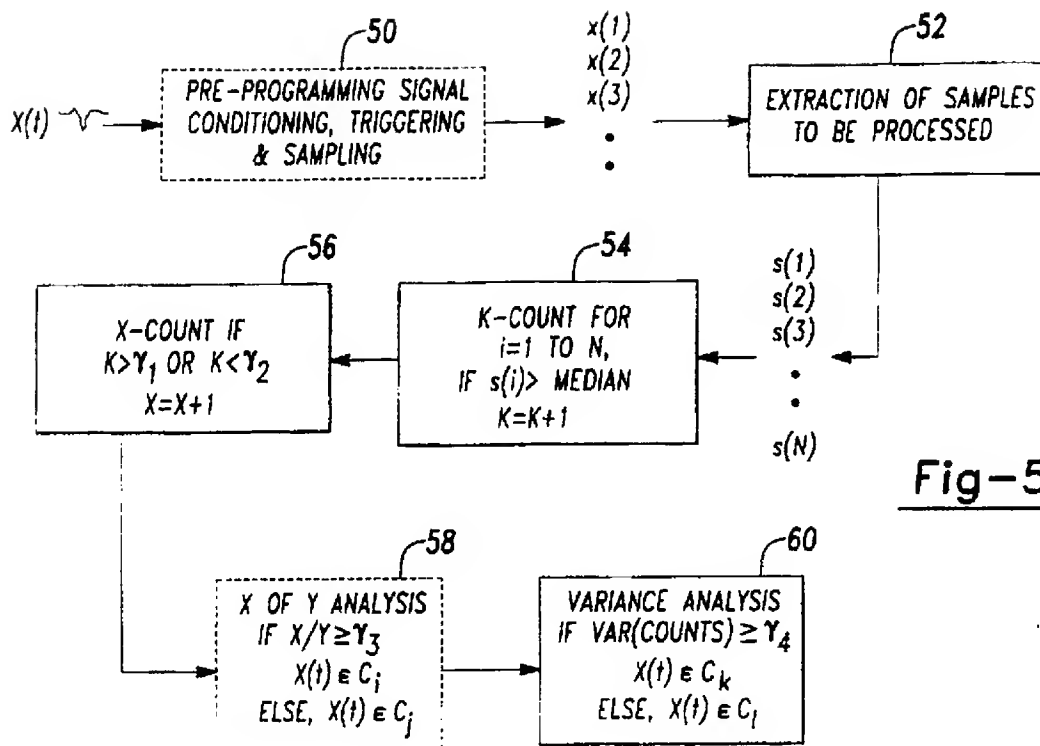 50
X(t)
PRE-PROGRAMMING SIGNAL
CONDITIONING, TRIGGERING
& SAMPLING
x(1)
x(2)
x(3)
52
EXTRACTION OF SAMPLES
TO BE PROCESSED
56
X-COUNT IF
K>γ1 OR K<γ2
X=X+1
54
K-COUNT FOR
i=1 TO N,
IF s(i)> MEDIAN
K=K+1
s(1)
s(2)
s(3)
s(N)
Fig-5
58
X OF Y ANALYSIS
IF X/Y≥γ3
X(t) ε Ci
ELSE, X(t) ε Cj
60
VARIANCE ANALYSIS
IF VAR(COUNTS)≥γ4
X(t) ε Ck
ELSE, X(t) ε Cl